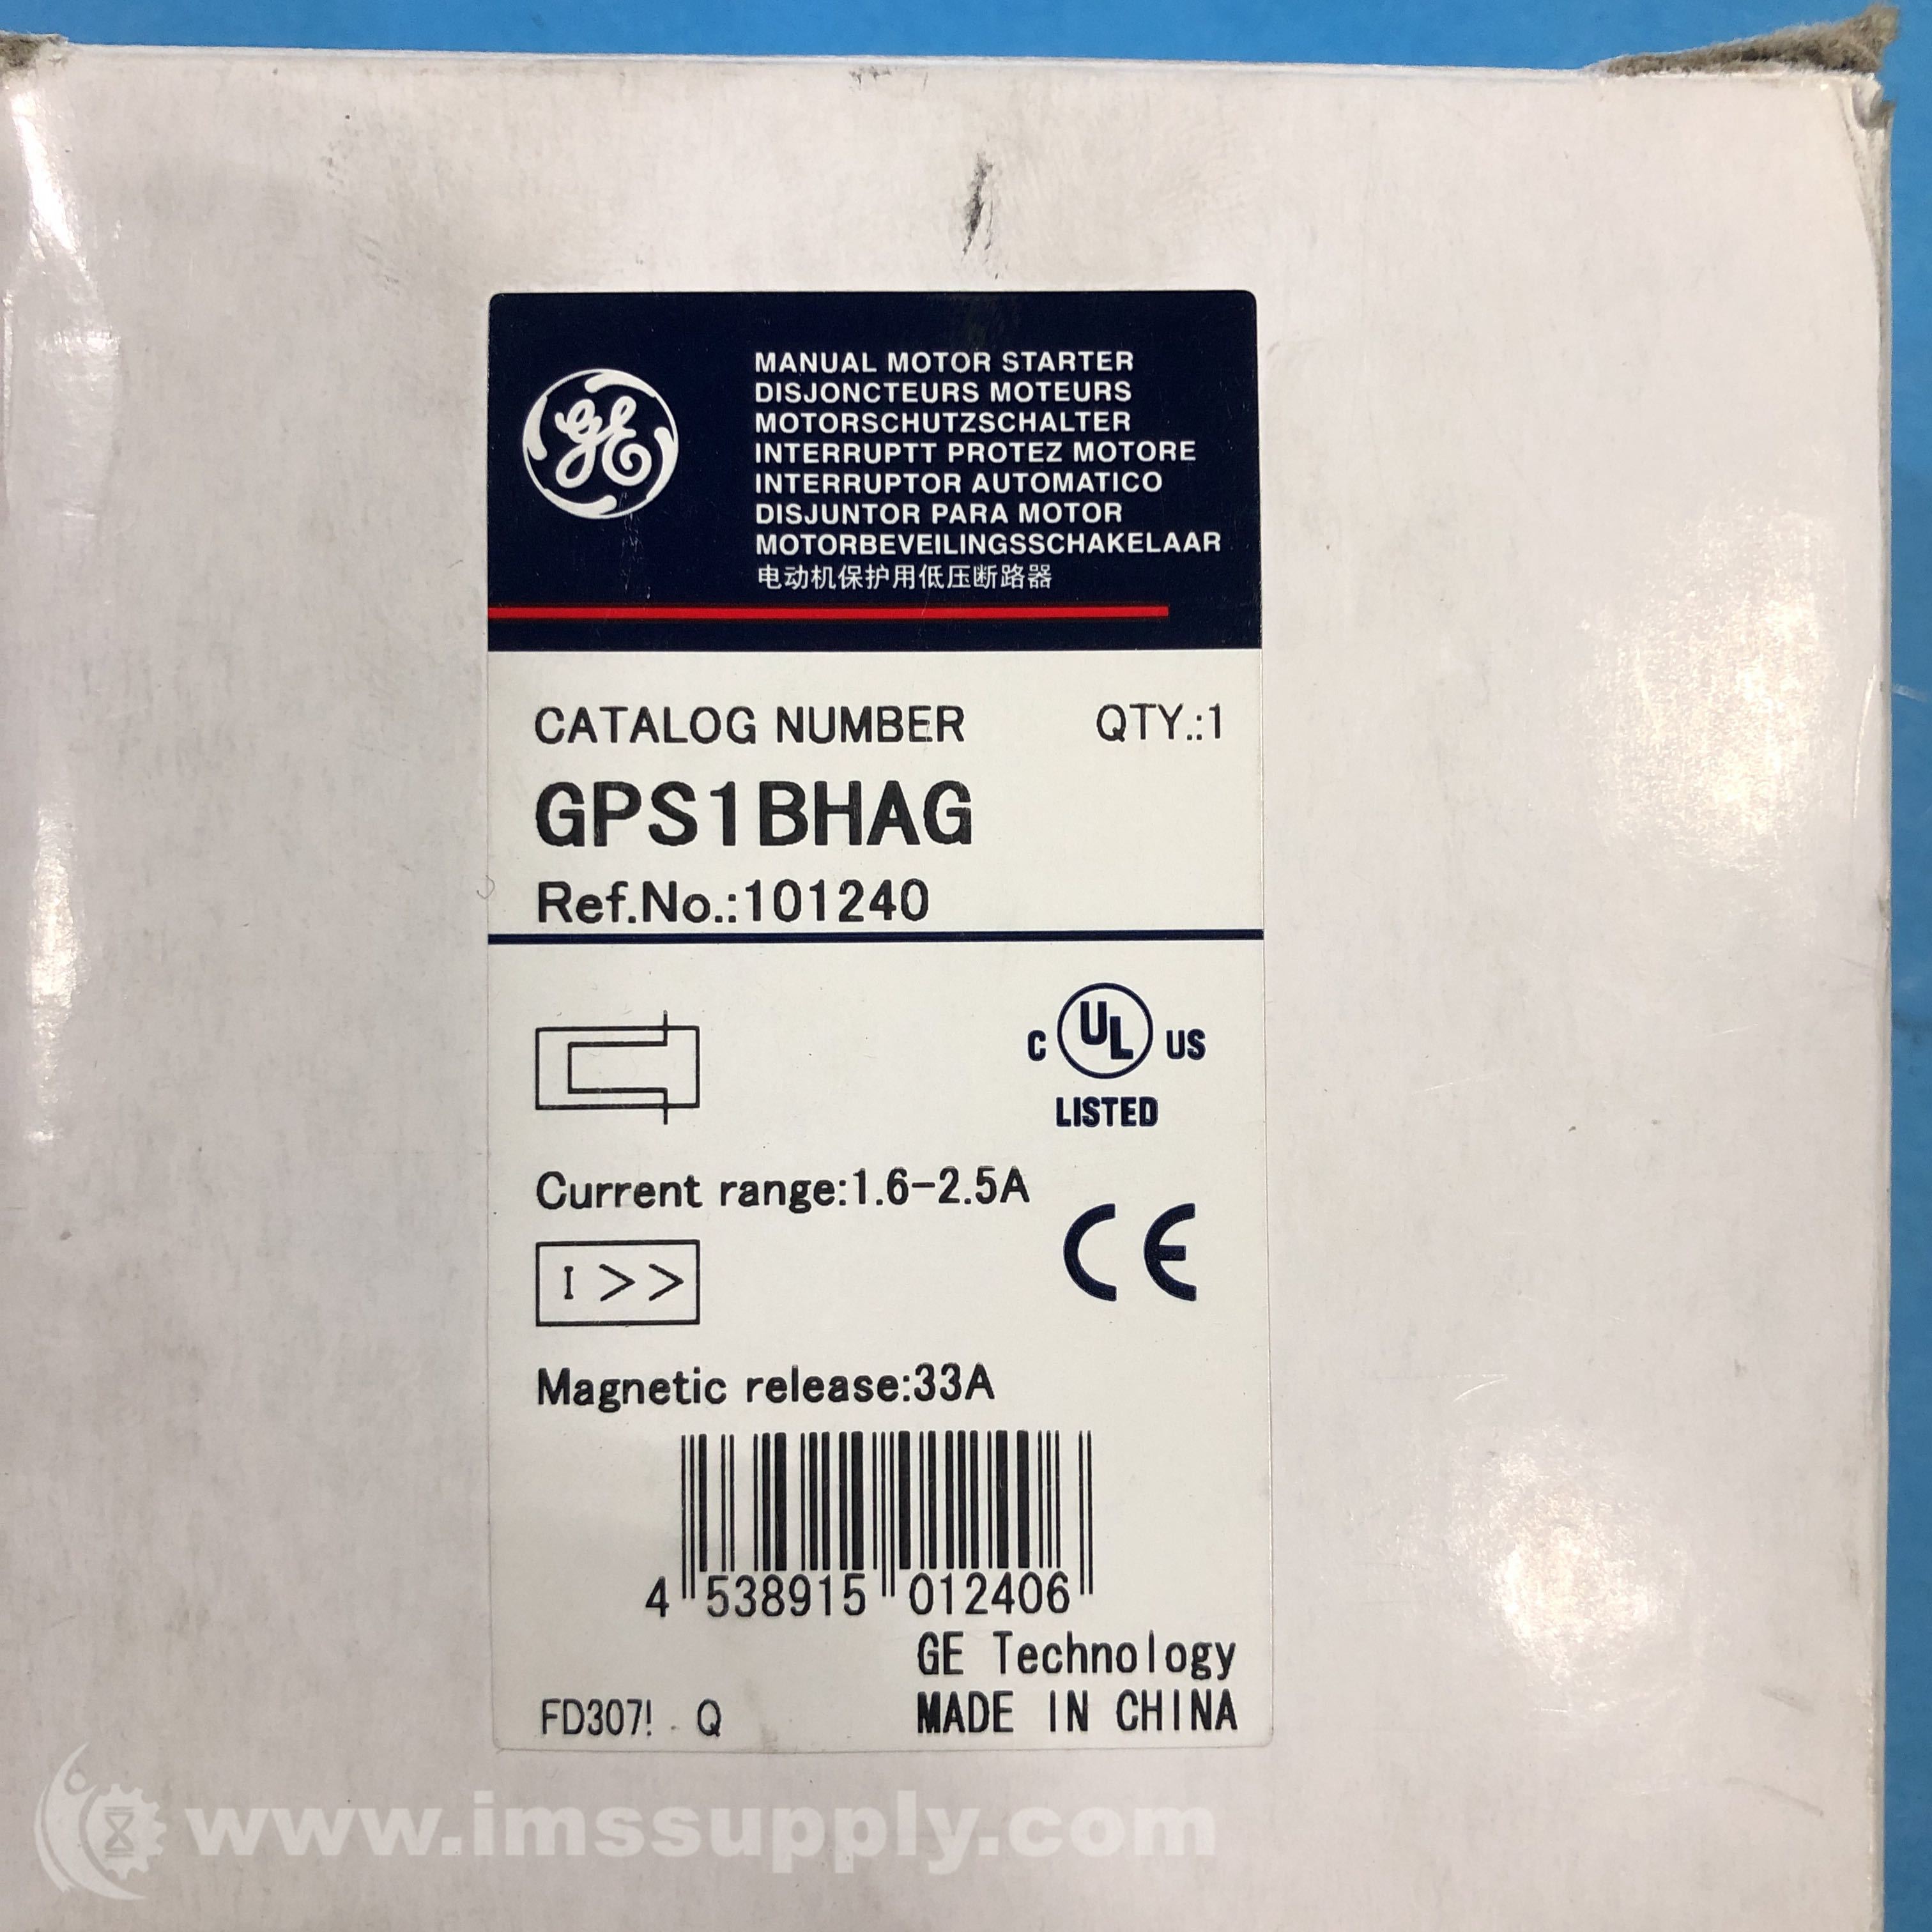 GE
MANUAL MOTOR STARTER
DISJONCTEURS MOTEURS
MOTORSCHUTZSCHALTER
INTERRUPTT PROTEZ MOTORE
INTERRUPTOR AUTOMATICO
DISJUNTOR PARA MOTOR
MOTORBEVEILINGSSCHAKELAAR
电动机保护用低压断路器
CATALOG NUMBER QTY.:1
GPS1BHAG
Ref.No.:101240
C UL US
LISTED
Current range:1.6-2.5A
CE
I >>
Magnetic release:33A
4 538915 012406
GE Technology
FD307! . Q MADE IN CHINA
www.imssupply.com